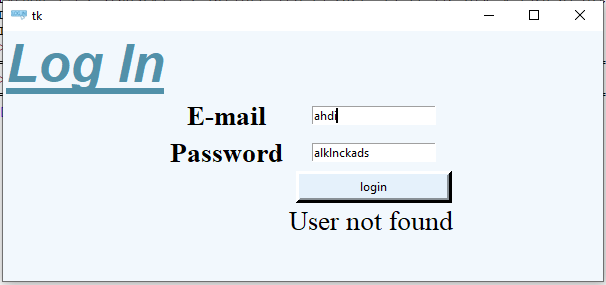 tk
Log In
E-mail ahdi
Password alklnckads
login
User not found